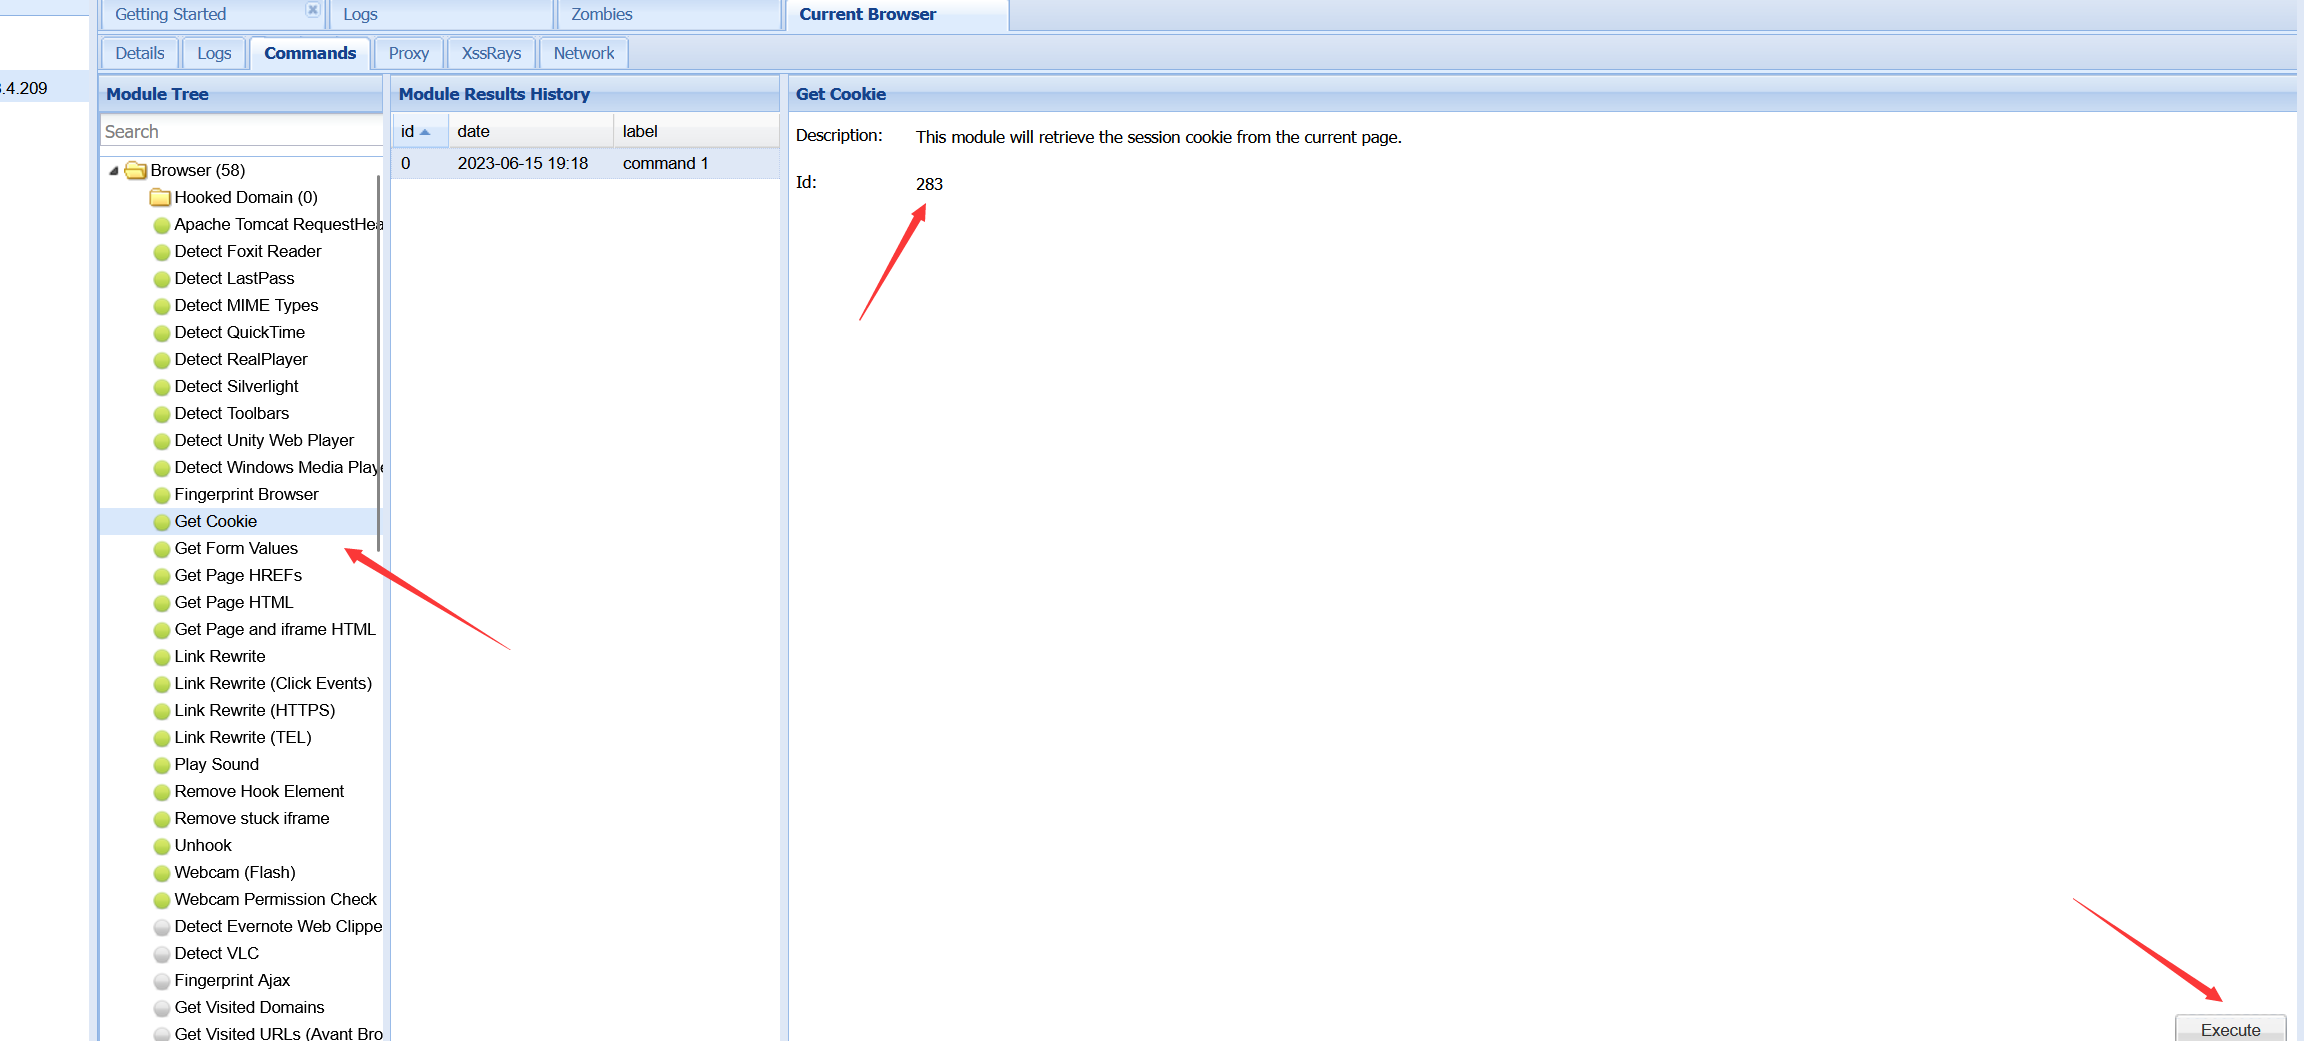 Getting Started
Logs
Zombies
Current Browser
Details
Logs
Commands
Proxy
XssRays
Network
.4.209
Module Tree
Search
Browser (58)
Hooked Domain (0)
Apache Tomcat RequestHea
Detect Foxit Reader
Detect LastPass
Detect MIME Types
Detect QuickTime
Detect RealPlayer
Detect Silverlight
Detect Toolbars
Detect Unity Web Player
Detect Windows Media Playe
Fingerprint Browser
Get Cookie
Get Form Values
Get Page HREFs
Get Page HTML
Get Page and iframe HTML
Link Rewrite
Link Rewrite (Click Events)
Link Rewrite (HTTPS)
Link Rewrite (TEL)
Play Sound
Remove Hook Element
Remove stuck iframe
Unhook
Webcam (Flash)
Webcam Permission Check
Detect Evernote Web Clippe
Detect VLC
Fingerprint Ajax
Get Visited Domains
Get Visited URLs (Avant Bro
Module Results History
id date label
0 2023-06-15 19:18 command 1
Get Cookie
Description: This module will retrieve the session cookie from the current page.
Id: 283
Execute